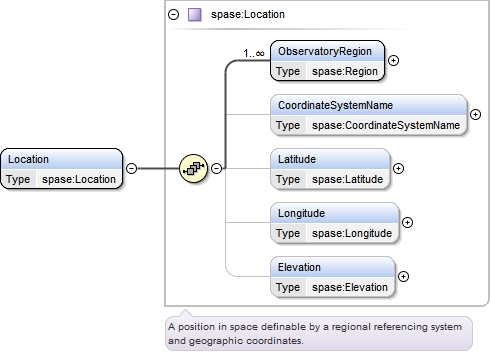 spase:Location
1..∞
ObservatoryRegion
Type spase:Region
CoordinateSystemName
Type spase:CoordinateSystemName
Location
Type spase:Location
Latitude
Type spase:Latitude
Longitude
Type spase:Longitude
Elevation
Type spase:Elevation
A position in space definable by a regional referencing system
and geographic coordinates.